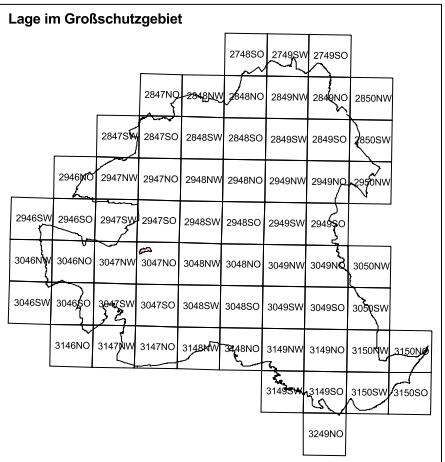 Lage im Großschutzgebiet
2748SO 2749SW 2749SO
2847NO 2848NW 2848NO 2849NW 2849NO 2850NW
2847SW 2847SO 2848SW 2848SO 2849SW 2849SO 2850SW
2946NO 2947NW 2947NO 2948NW 2948NO 2949NW 2949NO 2950NW
2946SW 2946SO 2947SW 2947SO 2948SW 2948SO 2949SW 2949SO
3046NW 3046NO 3047NW 3047NO 3048NW 3048NO 3049NW 3049NO 3050NW
3046SW 3046SO 3047SW 3047SO 3048SW 3048SO 3049SW 3049SO 3050SW
3146NO 3147NW 3147NO 3148NW 3148NO 3149NW 3149NO 3150NW 3150NO
3149SW 3149SO 3150SW 3150SO
3249NO